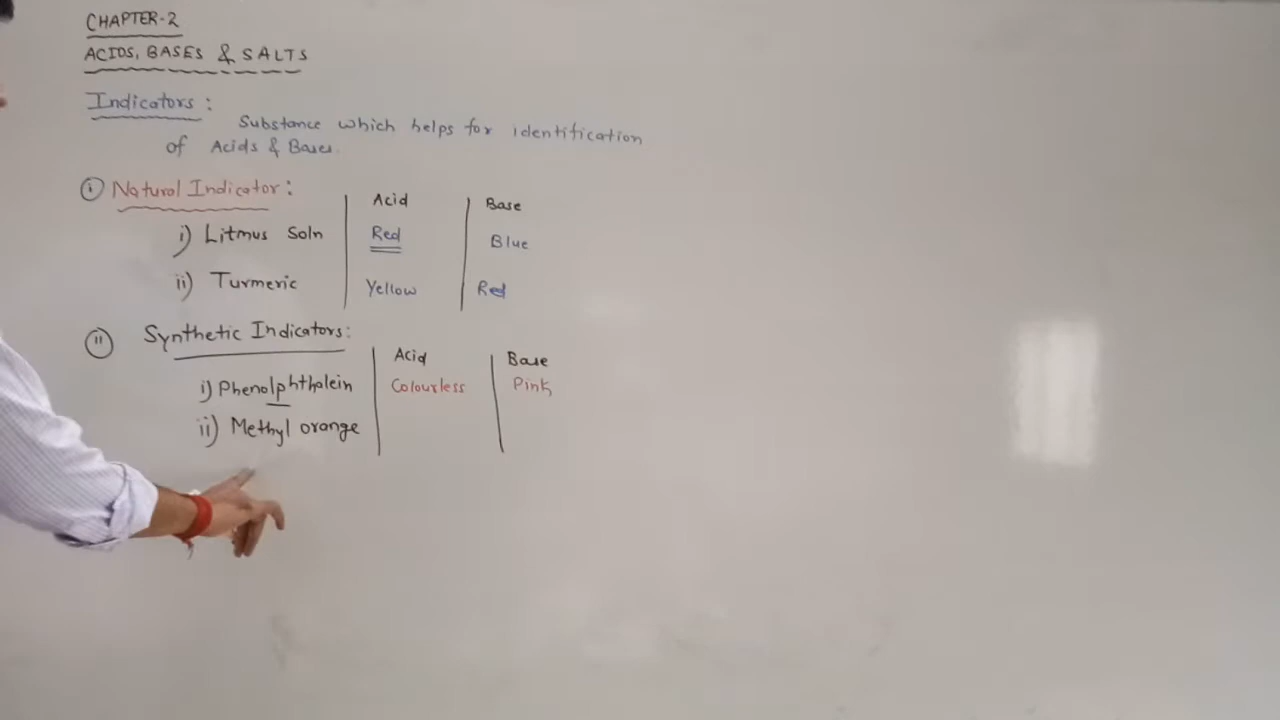 CHAPTER-2
ACIDS, BASES & SALTS
Indicators:
Substance which helps for identification
of Acids & Bases.
i Natural Indicator:
Acid Base
i) Litmus Soln Red Blue
ii) Turmeric Yellow Red
ii Synthetic Indicators:
Acid Base
i) Phenolphthalein Colourless Pink
ii) Methyl orange